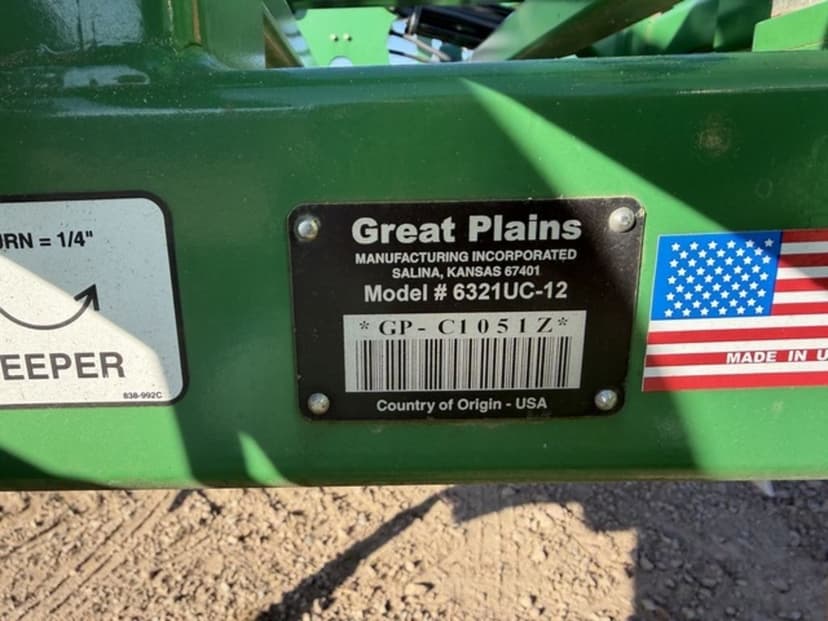 URN = 1/4"
EEPER
838-992C
Great Plains
MANUFACTURING INCORPORATED
SALINA, KANSAS 67401
Model # 6321UC-12
*GP-C1051Z*
Country of Origin - USA
MADE IN U